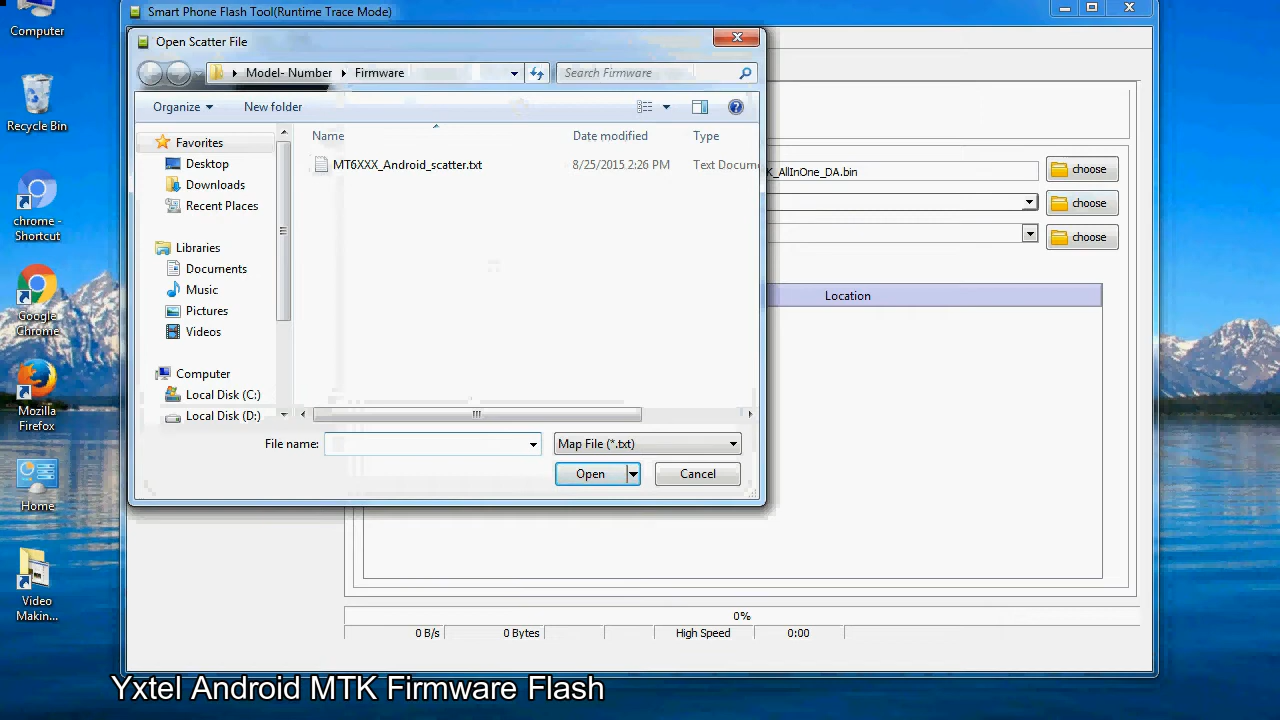 Smart Phone Flash Tool(Runtime Trace Mode)
Computer
Recycle Bin
chrome - Shortcut
Google Chrome
Mozilla Firefox
Home
Video Makin...
Open Scatter File
Model- Number
Firmware
Search Firmware
Organize
New folder
Name
Date modified
Type
MT6XXX_Android_scatter.txt
8/25/2015 2:26 PM
Text Docum
Favorites
Desktop
Downloads
Recent Places
Libraries
Documents
Music
Pictures
Videos
Computer
Local Disk (C:)
Local Disk (D:)
File name:
Map File (*.txt)
Open
Cancel
K_AllInOne_DA.bin
choose
choose
choose
Location
0%
0 B/s
0 Bytes
High Speed
0:00
Yxtel Android MTK Firmware Flash